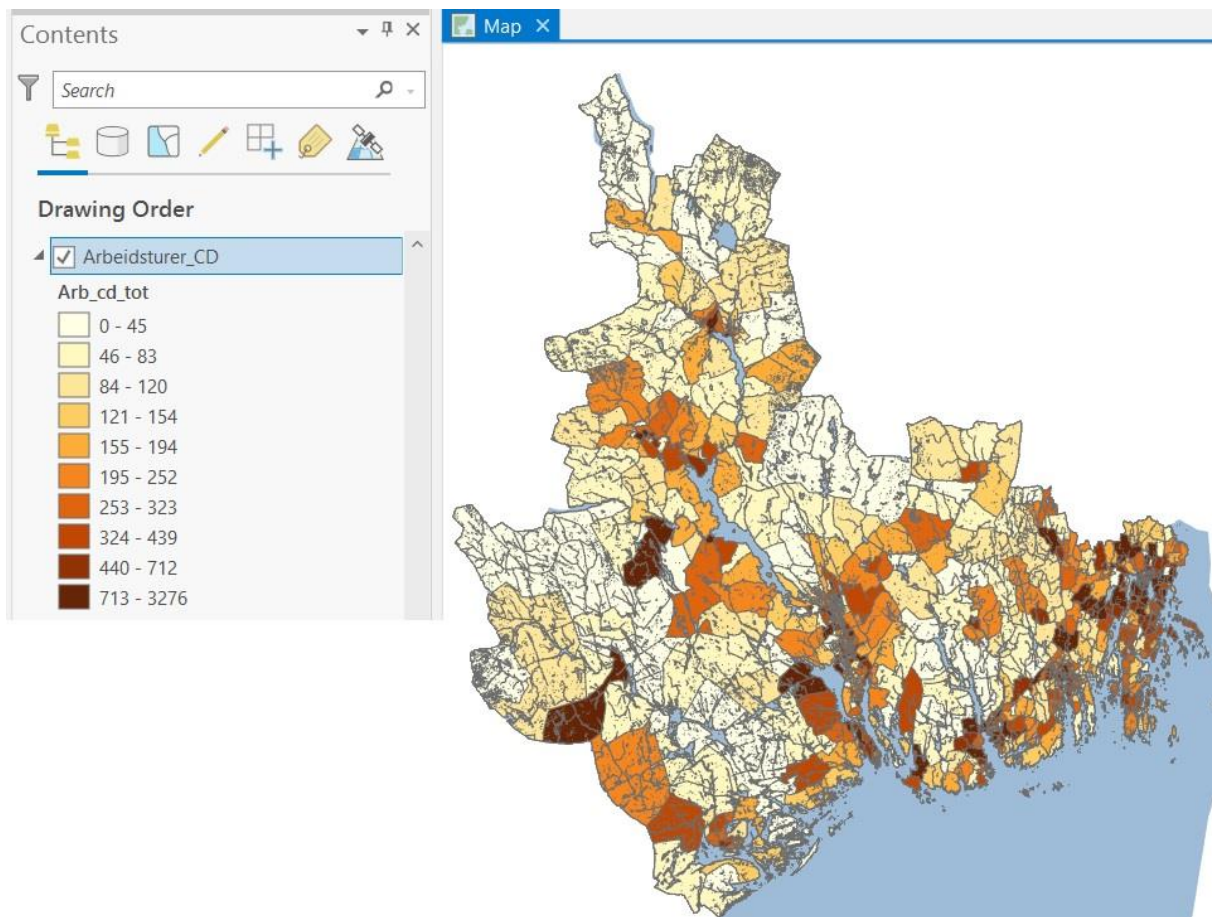 Contents
Search
Drawing Order
Arbeidsturer_CD
Arb_cd_tot
0 - 45
46 - 83
84 - 120
121 - 154
155 - 194
195 - 252
253 - 323
324 - 439
440 - 712
713 - 3276
Map